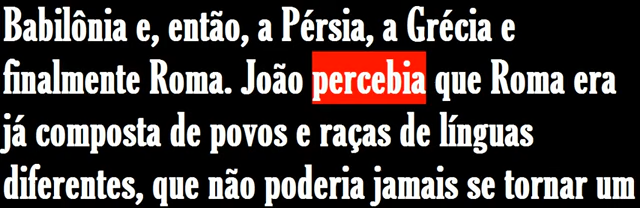 Babilônia e, então, a Pérsia, a Grécia e
finalmente Roma. João percebia que Roma era
já composta de povos e raças de línguas
diferentes, que não poderia jamais se tornar um